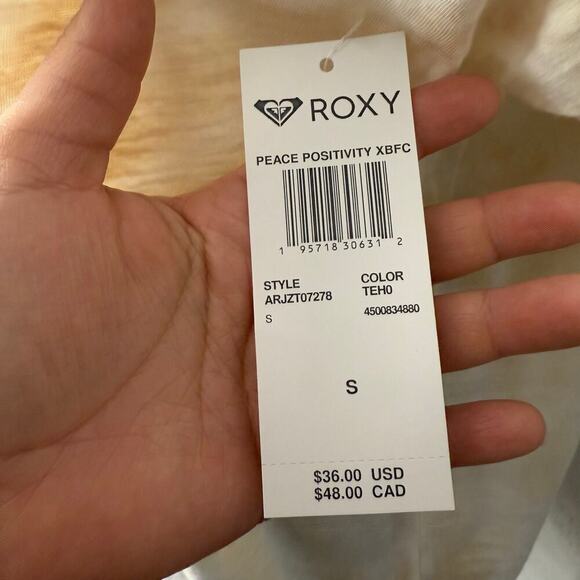 ROXY
PEACE POSITIVITY XBFC
1 95718 30631 2
STYLE COLOR
ARJZT07278 TEH0
S 4500834880
S
$36.00 USD
$48.00 CAD